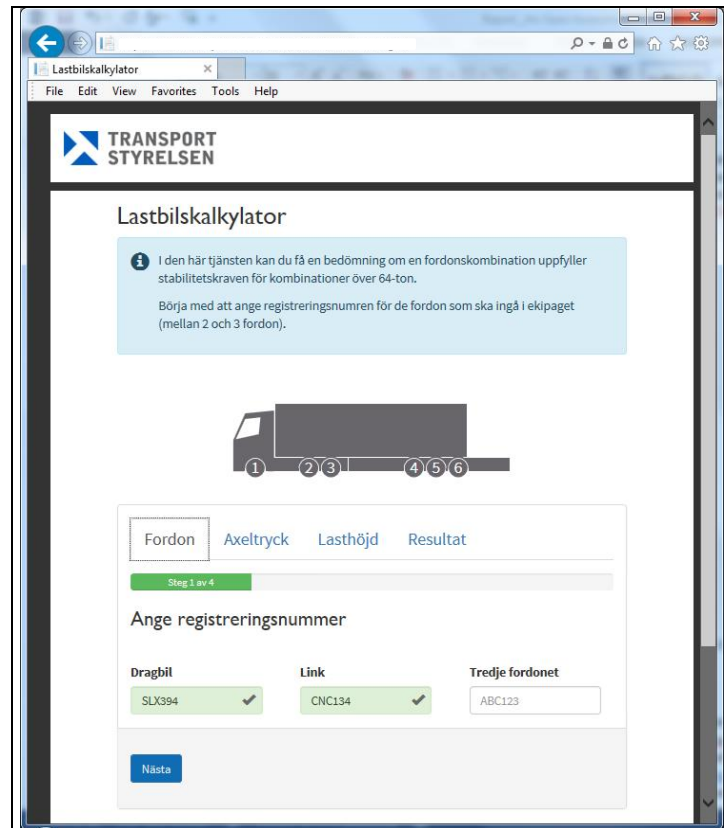 Lastbilskalkylator
File Edit View Favorites Tools Help
TRANSPORT
STYRELSEN
Lastbilskalkylator
I den här tjänsten kan du få en bedömning om en fordonskombination uppfyller
stabilitetskraven för kombinationer över 64-ton.
Börja med att ange registreringsnumren för de fordon som ska ingå i ekipaget
(mellan 2 och 3 fordon).
1 2 3 4 5 6
Fordon Axeltryck Lasthöjd Resultat
Steg 1 av 4
Ange registreringsnummer
Dragbil Link Tredje fordonet
SLX394 CNC134 ABC123
Nästa